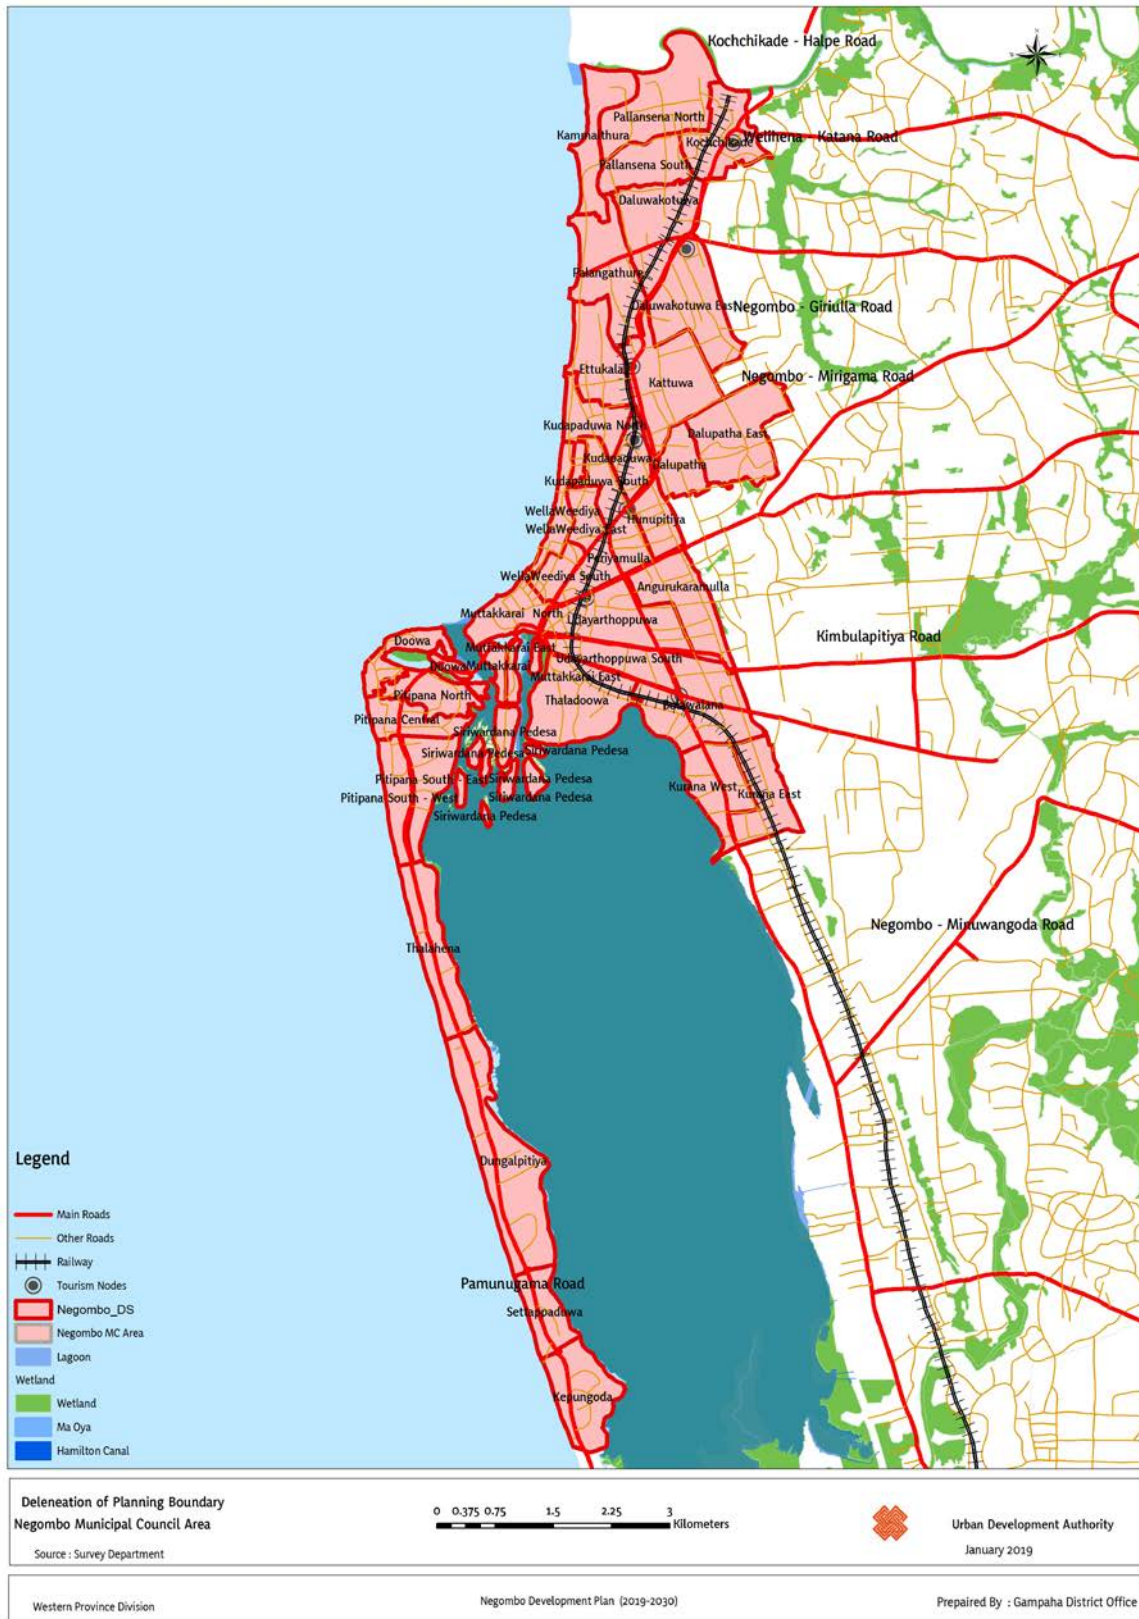 Kochchikade - Halpe Road
Pallansena North
Kammalthura
Kochchikade
Welihena - Katana Road
Pallansena South
Daluwakotuwa
Palangathure
Daluwakotuwa East
Negombo - Giriulla Road
Ettukala
Kattuwa
Negombo - Mirigama Road
Kudapaduwa North
Dalupatha East
Kudapaduwa
Dalupatha
Kudapaduwa South
WellaWeediya
Hunupitiya
WellaWeediya East
Periyamulla
WellaWeediya South
Angurukaramulla
Muttakkarai North
Udayarthoppuwa
Kimbulapitiya Road
Doowa
Muttakkarai East
Doowa
Muttakkarai
Udayarthoppuwa South
Muttakkarai East
Pitipana North
Thaladoowa
Bolawalana
Pitipana Central
Siriwardana Pedesa
Siriwardana Pedesa
Siriwardana Pedesa
Pitipana South - East
Siriwardana Pedesa
Kurana West
Kurana East
Pitipana South - West
Siriwardana Pedesa
Siriwardana Pedesa
Negombo - Minuwangoda Road
Thalahena
Dungalpitiya
Pamunugama Road
Settappaduwa
Kepungoda
Legend
Main Roads
Other Roads
Railway
Tourism Nodes
Negombo_DS
Negombo MC Area
Lagoon
Wetland
Wetland
Ma Oya
Hamilton Canal
Deleneation of Planning Boundary
Negombo Municipal Council Area
Source : Survey Department
0 0.375 0.75 1.5 2.25 3
Kilometers
Urban Development Authority
January 2019
Western Province Division
Negombo Development Plan (2019-2030)
Prepaired By : Gampaha District Office